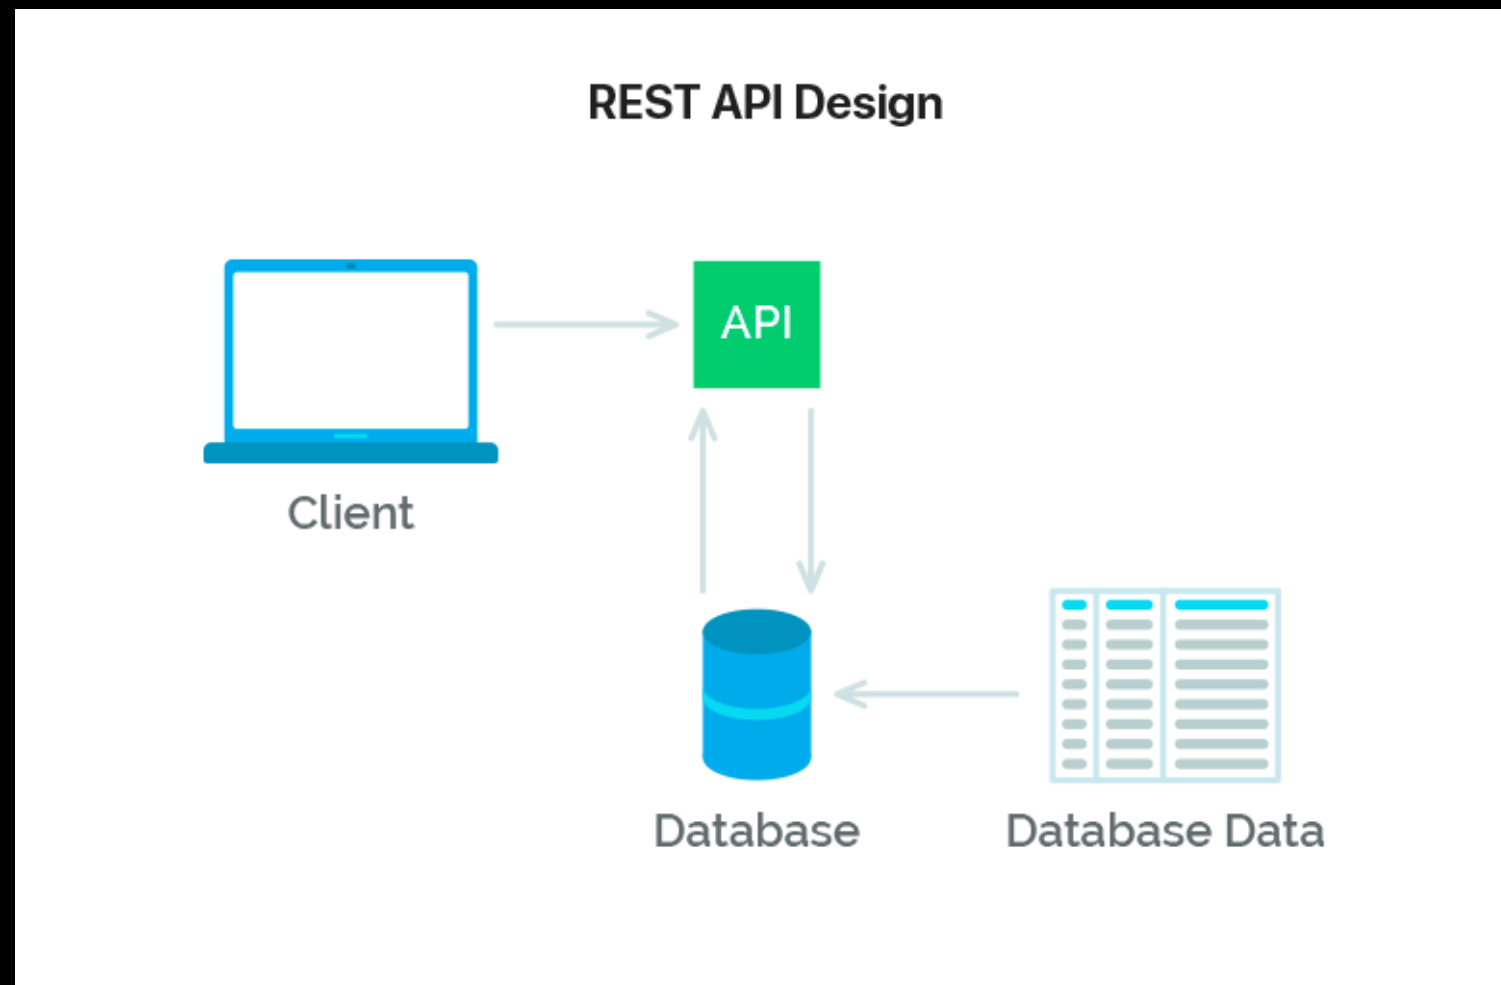 REST API Design
API
Client
Database
Database Data